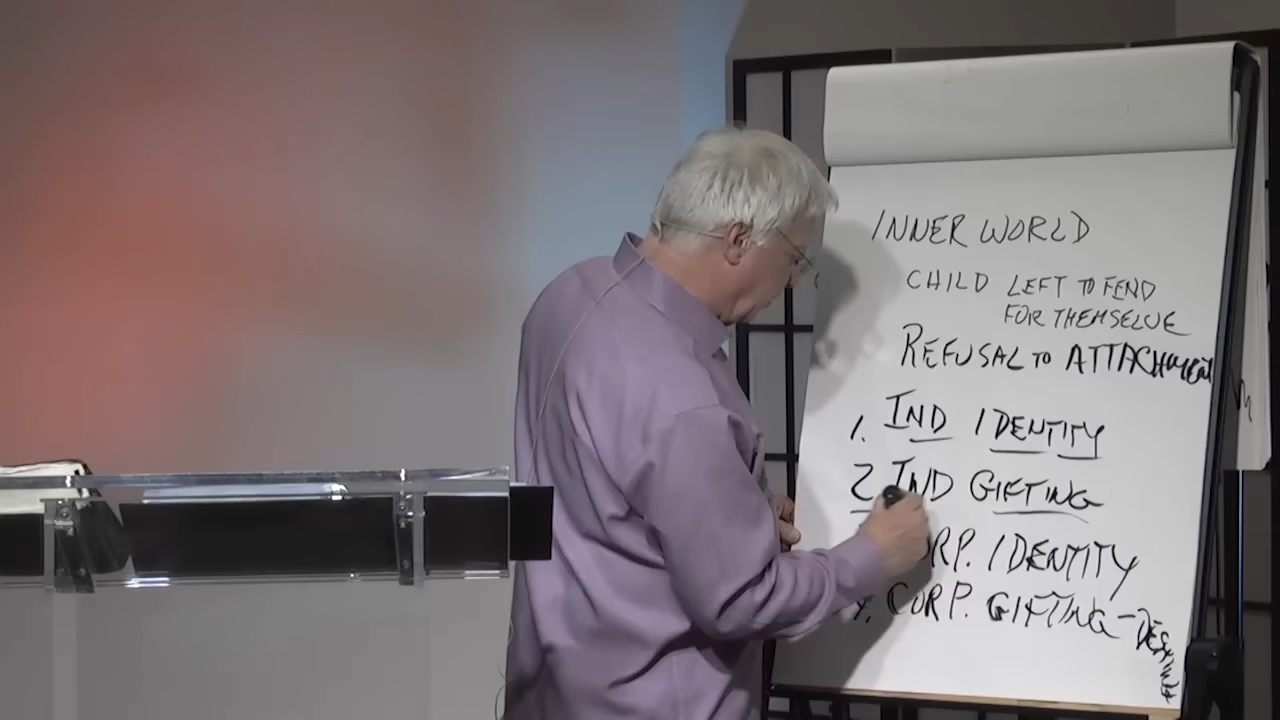 INNER WORLD
CHILD LEFT TO FEND
FOR THEMSELVE
REFUSAL TO ATTACHMENT
1. IND IDENTITY
2 IND GIFTING
RP. IDENTITY
4. CORP. GIFTING -